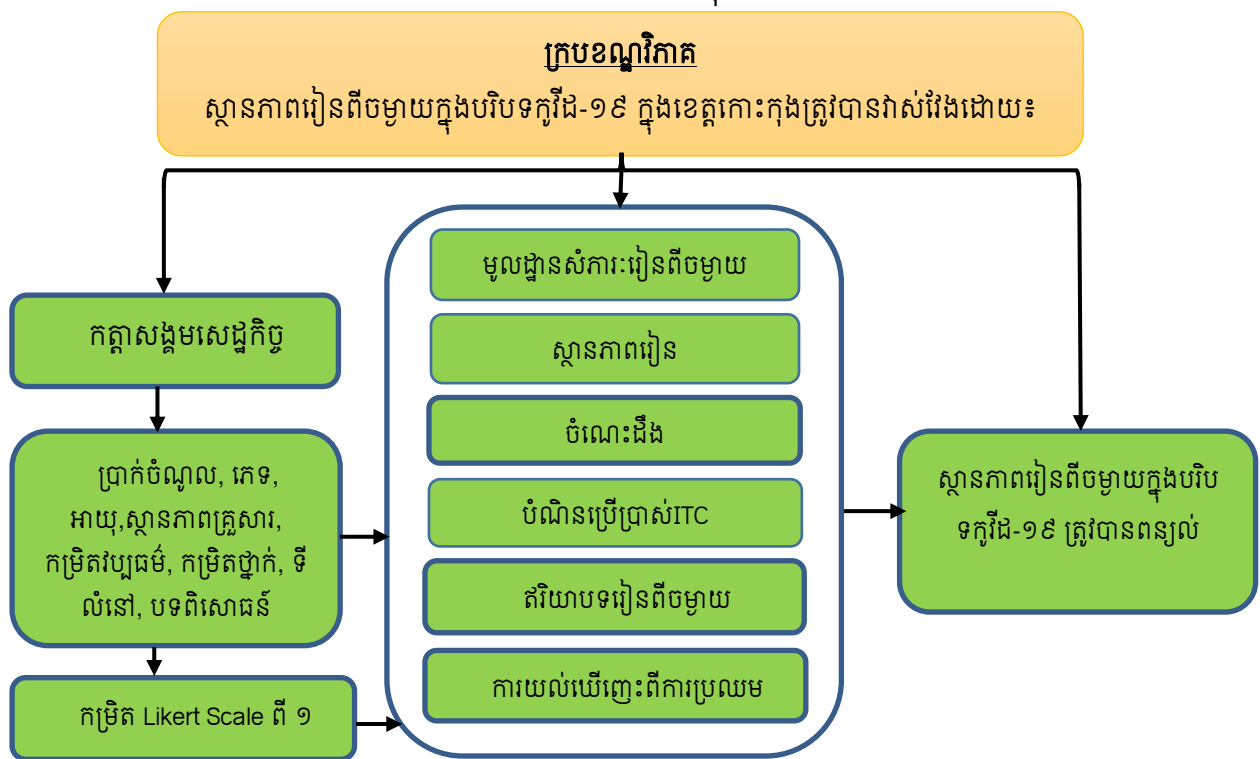 ក្របខណ្ឌវិភាគ
ស្ថានភាពរៀនពីចម្ងាយក្នុងបរិបទកូវីដ-១៩ ក្នុងខេត្តកោះកុងត្រូវបានវាស់វែងដោយ៖
កត្តាសង្គមសេដ្ឋកិច្ច
ប្រាក់ចំណូល, ភេទ,
អាយុ,ស្ថានភាពគ្រួសារ,
កម្រិតវប្បធម៌, កម្រិតថ្នាក់, ទី
លំនៅ, បទពិសោធន៍
កម្រិត Likert Scale ពី ១
មូលដ្ឋានសំភារៈរៀនពីចម្ងាយ
ស្ថានភាពរៀន
ចំណេះដឹង
បំណិនប្រើប្រាស់ITC
ឥរិយាបទរៀនពីចម្ងាយ
ការយល់ឃើញេះពីការប្រឈម
ស្ថានភាពរៀនពីចម្ងាយក្នុងបរិប
ទកូវីដ-១៩ ត្រូវបានពន្យល់